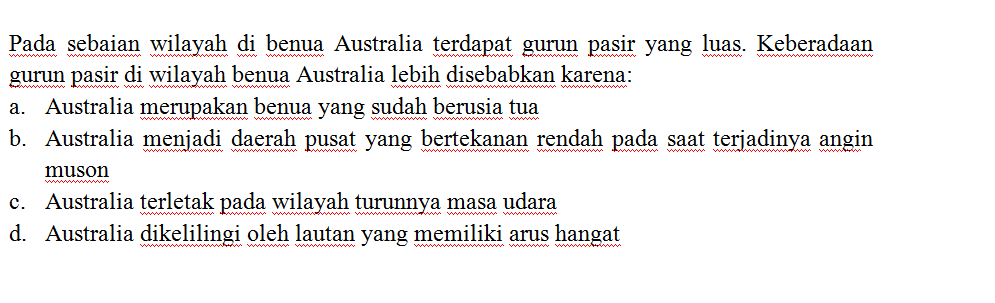 Pada sebaian wilayah di benua Australia terdapat gurun pasir yang luas. Keberadaan
gurun pasir di wilayah benua Australia lebih disebabkan karena:
a. Australia merupakan benua yang sudah berusia tua
b. Australia menjadi daerah pusat yang bertekanan rendah pada saat terjadinya angin
muson
c. Australia terletak pada wilayah turunnya masa udara
d. Australia dikelilingi oleh lautan yang memiliki arus hangat